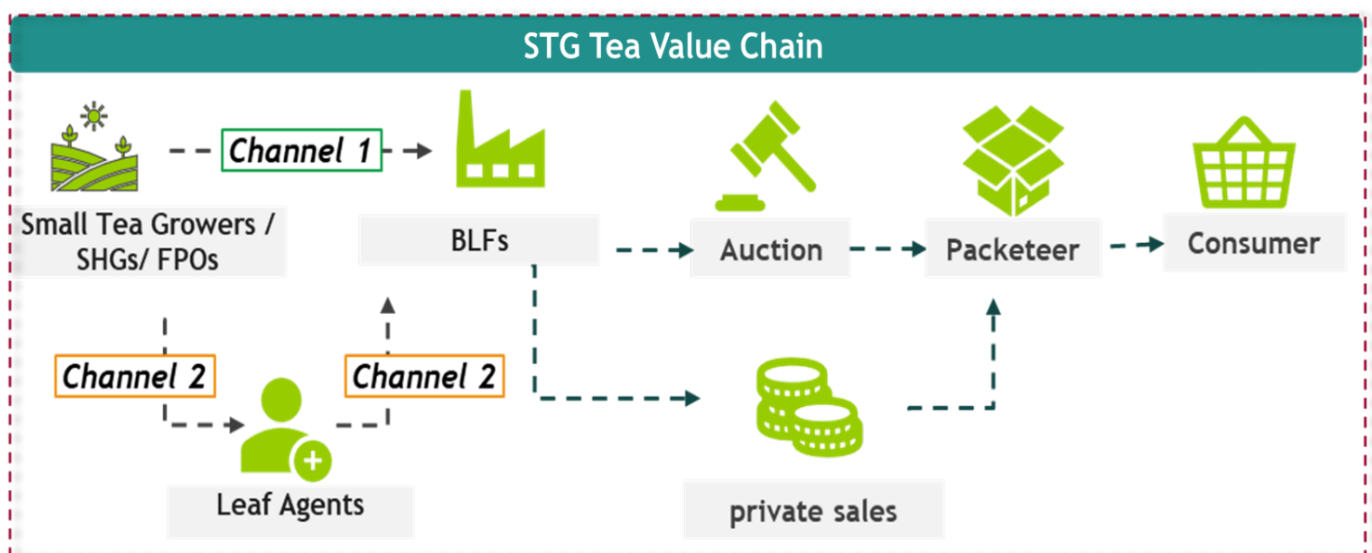 STG Tea Value Chain
Channel 1
Small Tea Growers /
SHGs/ FPOs
BLFs
Auction
Packeteer
Consumer
Channel 2
Channel 2
Leaf Agents
private sales